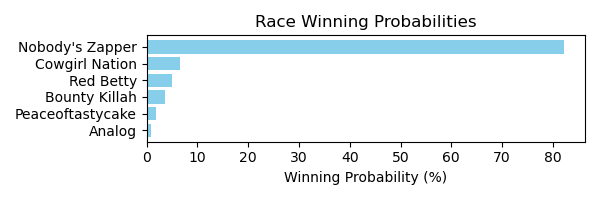 Race Winning Probabilities
Nobody's Zapper
Cowgirl Nation
Red Betty
Bounty Killah
Peaceoftastycake
Analog
0 10 20 30 40 50 60 70 80
Winning Probability (%)